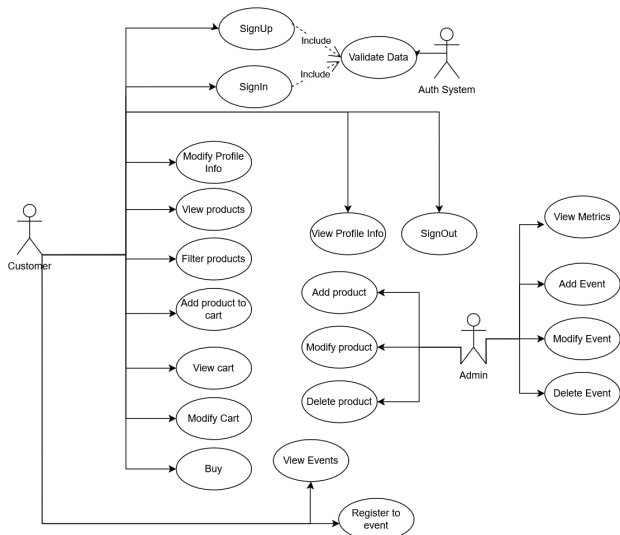 SignUp
Include
Validate Data
Include
SignIn
Auth System
Modify Profile
Info
View products
View Profile Info
SignOut
View Metrics
Customer
Filter products
Add product to
cart
Add product
Add Event
Modify product
Modify Event
Admin
View cart
Delete product
Delete Event
Modify Cart
Buy
View Events
Register to
event